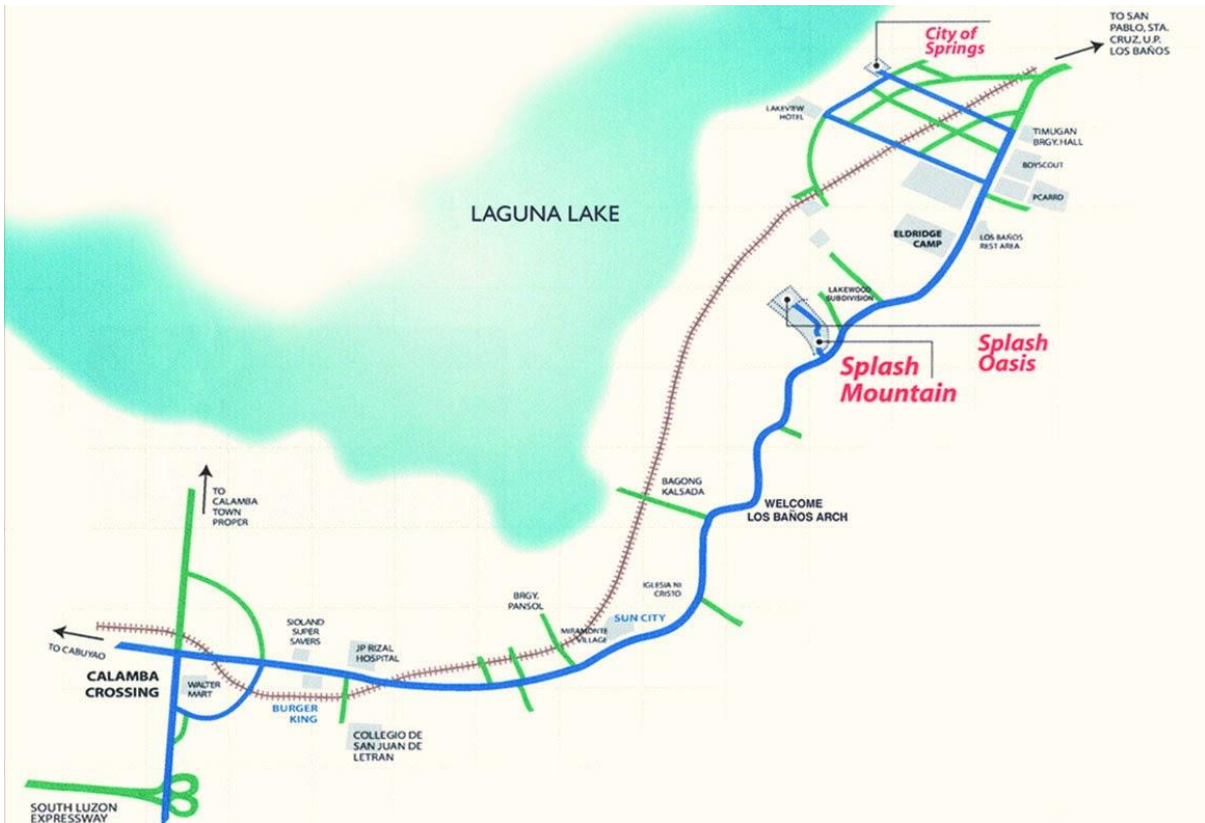 TO SAN
PABLO, STA.
CRUZ, U.P.
LOS BAÑOS
City of
Springs
LAKEVIEW
HOTEL
TIMUGAN
BRGY. HALL
BOYSCOUT
PCARRD
LAGUNA LAKE
ELDRIDGE
CAMP
LOS BAÑOS
REST AREA
LAKEWOOD
SUBDIVISION
Splash
Oasis
Splash
Mountain
BAGONG
KALSADA
WELCOME
LOS BAÑOS ARCH
TO
CALAMBA
TOWN
PROPER
IGLESIA NI
CRISTO
BRGY.
PANSOL
SUN CITY
MIRAMONTE
VILLAGE
SIOLAND
SUPER
SAVERS
JP RIZAL
HOSPITAL
TO CABUYAO
CALAMBA
CROSSING
WALTER
MART
BURGER
KING
COLLEGIO DE
SAN JUAN DE
LETRAN
SOUTH LUZON
EXPRESSWAY